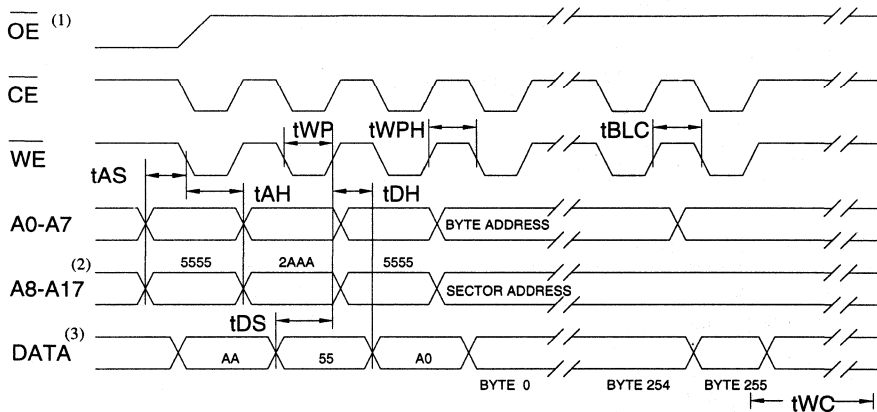 OE (1)
CE
tWP tWPH tBLC
WE
tAS tAH tDH
A0-A7 BYTE ADDRESS
(2) 5555 2AAA 5555
A8-A17 SECTOR ADDRESS
tDS
DATA (3) AA 55 A0
BYTE 0 BYTE 254 BYTE 255
tWC